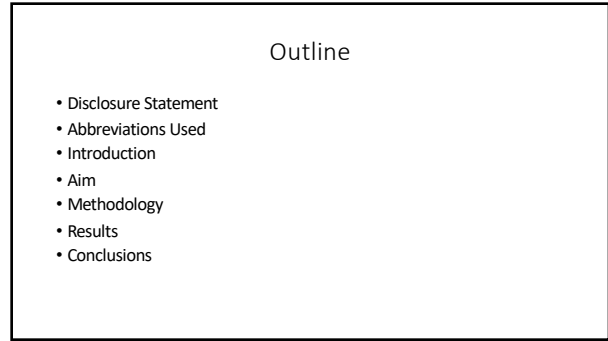 Outline
• Disclosure Statement
• Abbreviations Used
• Introduction
• Aim
• Methodology
• Results
• Conclusions